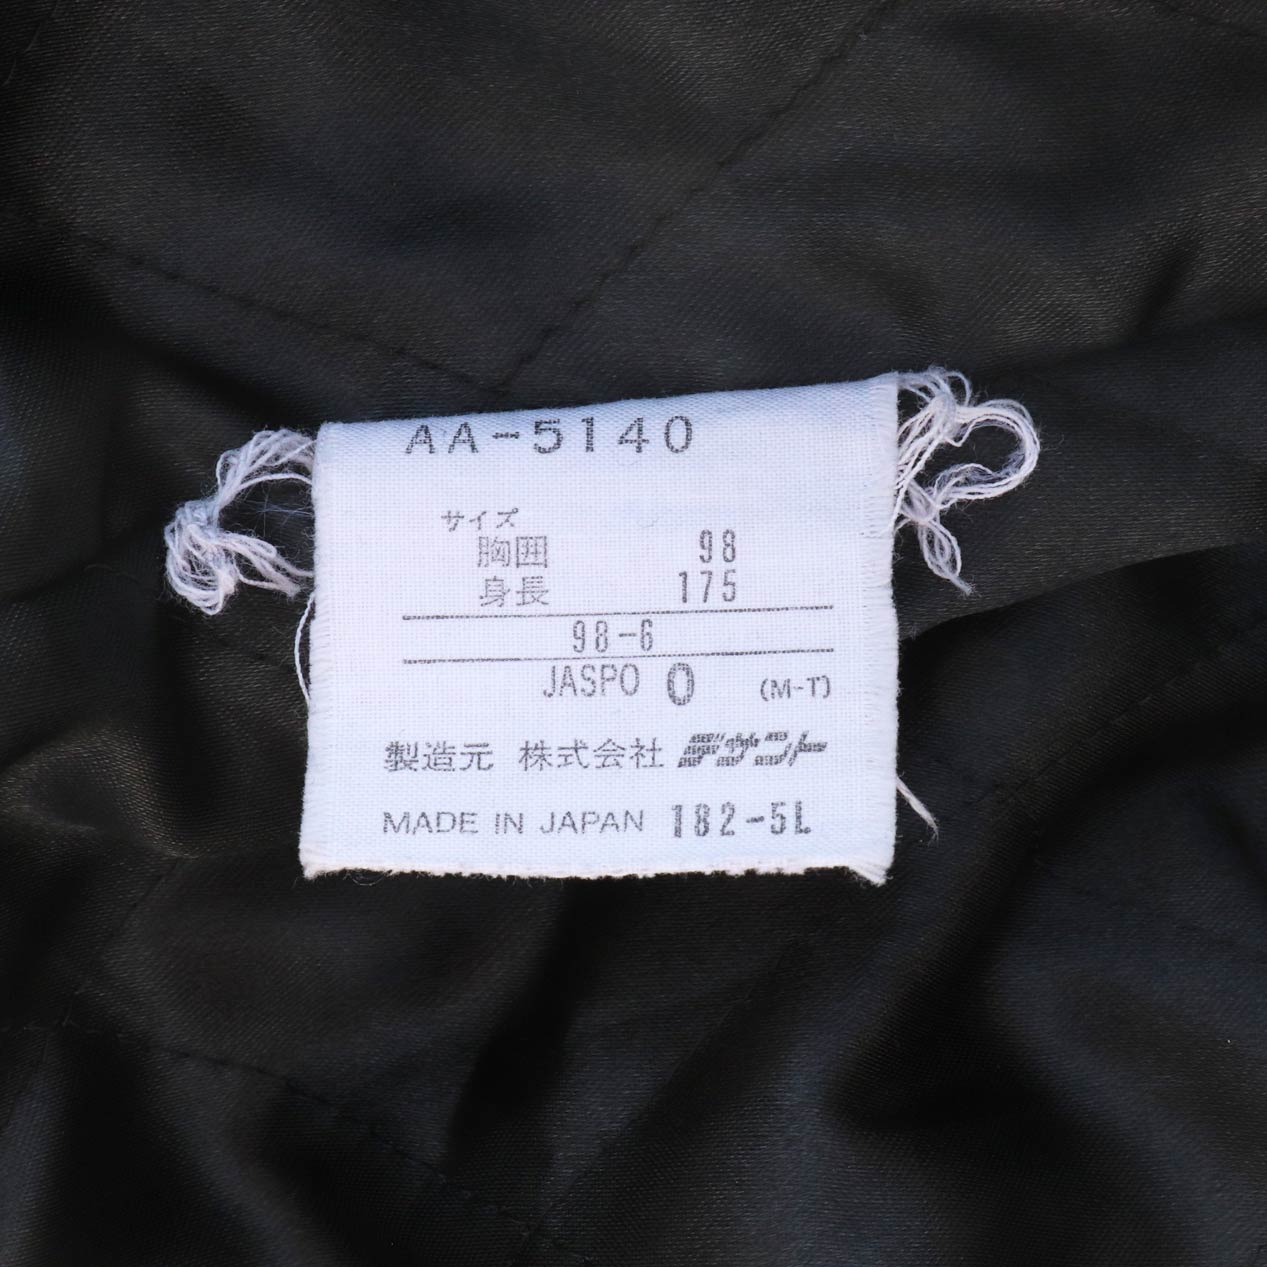 AA-5140
サイズ
胸囲 98
身長 175
98-6
JASPO O (M-T)
製造元 株式会社 デサント
MADE IN JAPAN 182-5L